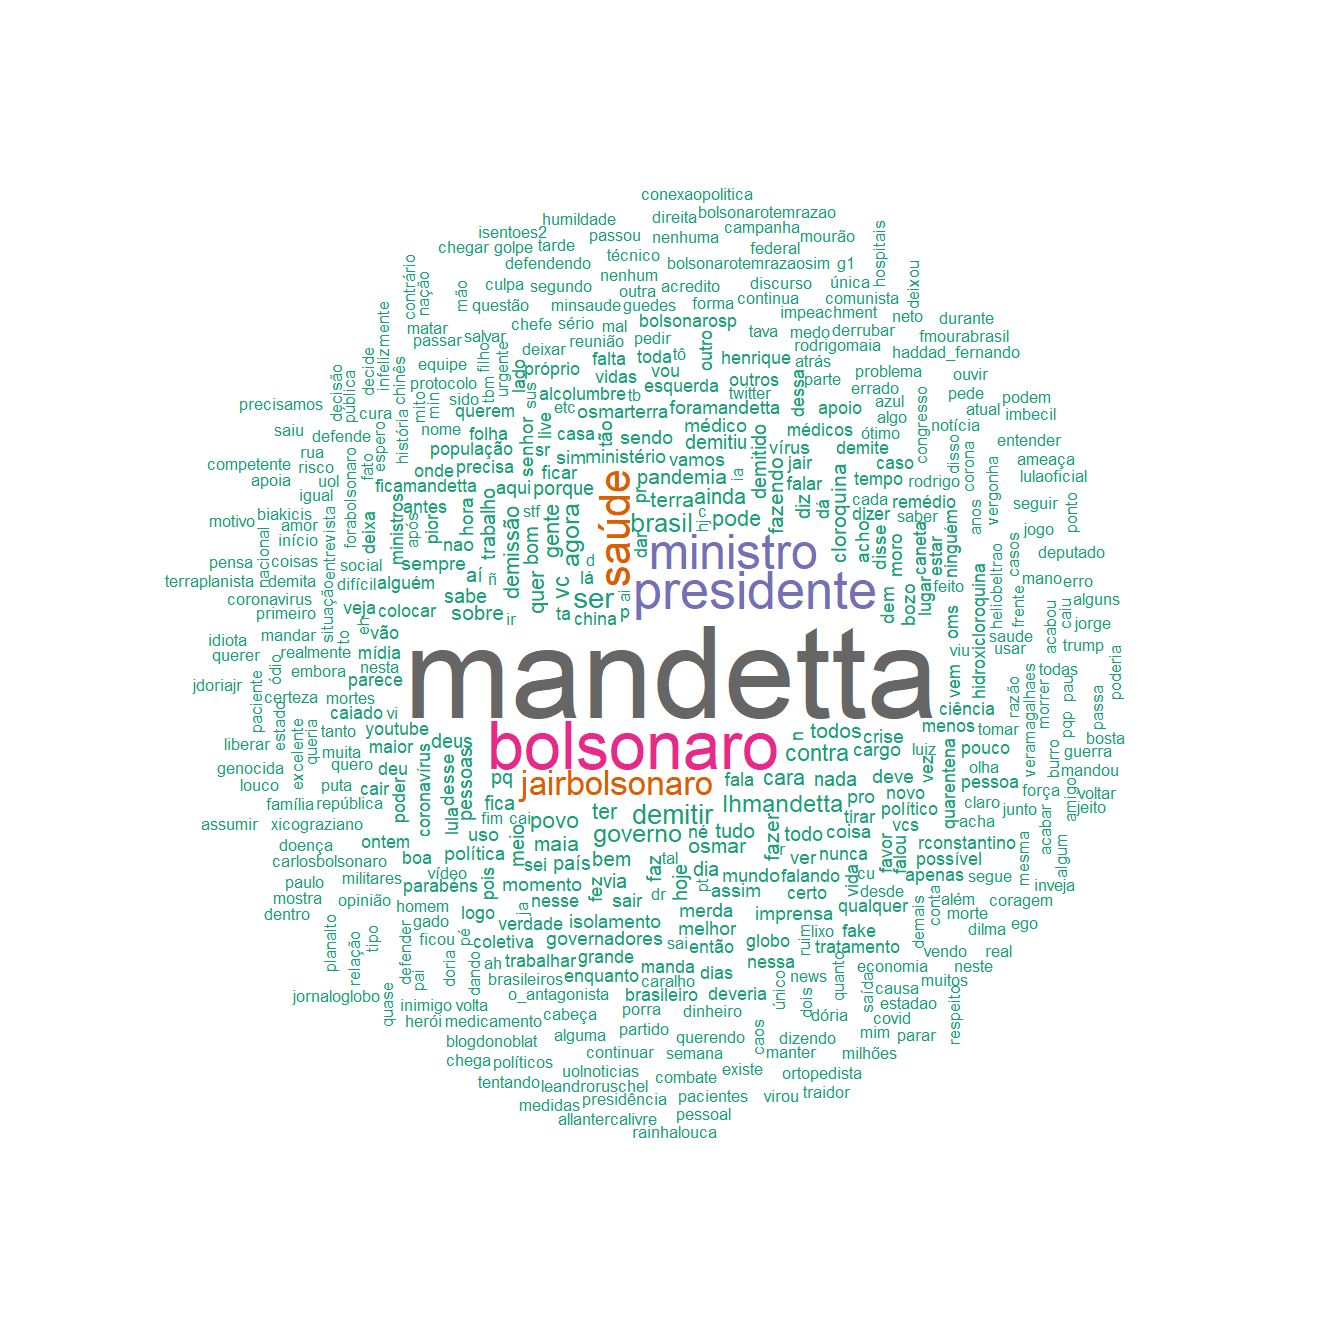 conexaopolitica
humildade direita bolsonarotemrazao
isentoes2 passou nenhuma campanha mourão
chegar golpe tarde técnico federal hospitais
defendendo nenhum bolsonarotemrazaosim g1 deixou
contrário nação mão culpa segundo outra acredito discurso única
questão minsaude guedes forma continua comunista
matar chefe sério mal bolsonarosp tava medo impeachment derrubar neto durante
passar salvar reunião pedir rodrigomaia fmourabrasil
infelizmente deixar falta toda tô outro henrique atrás haddad_fernando
decide chinês equipe filho urgente lado próprio vidas vou dessa parte problema ouvir
decisão pública protocolo tbm sus alcolumbre tb esquerda outros twitter errado pede podem
precisamos cura mito min sido querem etc osmarterra foramandetta apoio azul atual imbecil
saiu defende espero história nome folha live casa tão sendo médico médicos algo congresso notícia
rua fato população senhor sr sim ministério demitiu vírus ótimo demite disso entender
competente risco onde precisa ficar saúde vamos demitido jair caso corona vergonha ameaça
apoia uol forabolsonaro ficamandetta aqui porque pandemia ia falar tempo rodrigo lulaoficial
igual entrevista ministros antes hora trabalho stf pr terra ainda diz dá cloroquina cada remédio anos seguir ponto
motivo biakicis amor deixa após pior demissão bom gente agora brasil hj c pode fazendo dizer saber ninguém jogo
início nacional nao dar acho disse moro caneta casos
pensa coisas social sempre quer d ministro estar é mo heliobeltrao frente deputado
terraplanista demita situação difícil alguém aí ñ vc lá presidente lugar feito mano erro
coronavirus veja sabe ser ai dem bozo hidroxicloroquina alguns
primeiro to eh colocar sobre ir ta china p oms usar acabou caiu
idiota mandar vão mandetta saude jorge
querer ódio realmente mídia vem viu trump
embora nesta todas poderia
jdoriajr parece
paciente certeza mortes bolsonaro ciência razão morrer pqp pau passa
estado caiado vi n todos menos tomar veramagalhaes
liberar excelente queria tanto youtube deus contra crise luiz pouco bosta
muita maior cargo vez guerra
genocida quero deu coronavírus desse pessoas pq jairbolsonaro fala cara nada deve quarentena olha burro mandou
louco puta cair poder lula fica lhmandetta pro novo pessoa força amigo voltar
família república fim cai ter demitir tirar político claro junto jeito
assumir xicograziano uso meio povo governo né tudo fazer todo coisa vcs acha
doença ontem maia osmar r favor falou rconstantino acabar algum
carlosbolsonaro boa política sei país bem faz tal ver nunca possível mesma
paulo militares vídeo pois via hoje pt dia mundo falando vida cu apenas segue inveja
mostra opinião parabéns momento fez dr assim certo desde conta além coragem
dentro homem logo ja nesse sair merda imprensa qualquer demais morte
planalto gado verdade isolamento melhor ruim lixo fake dilma ego
relação tipo ficou pé coletiva governadores sai então globo tratamento vendo real
defender pai doria dando ah trabalhar grande manda dias nessa quanto economia neste
jornaloglobo quase brasileiros enquanto caralho único news saída causa muitos
inimigo volta o_antagonista brasileiro deveria dois estadao respeito
herói medicamento cabeça porra dinheiro dória covid
blogdonoblat alguma partido querendo caos dizendo mim parar
chega políticos continuar semana manter milhões
uolnoticias existe
tentando leandroruschel combate ortopedista
medidas presidência pacientes virou traidor
allantercalivre pessoal
rainhalouca